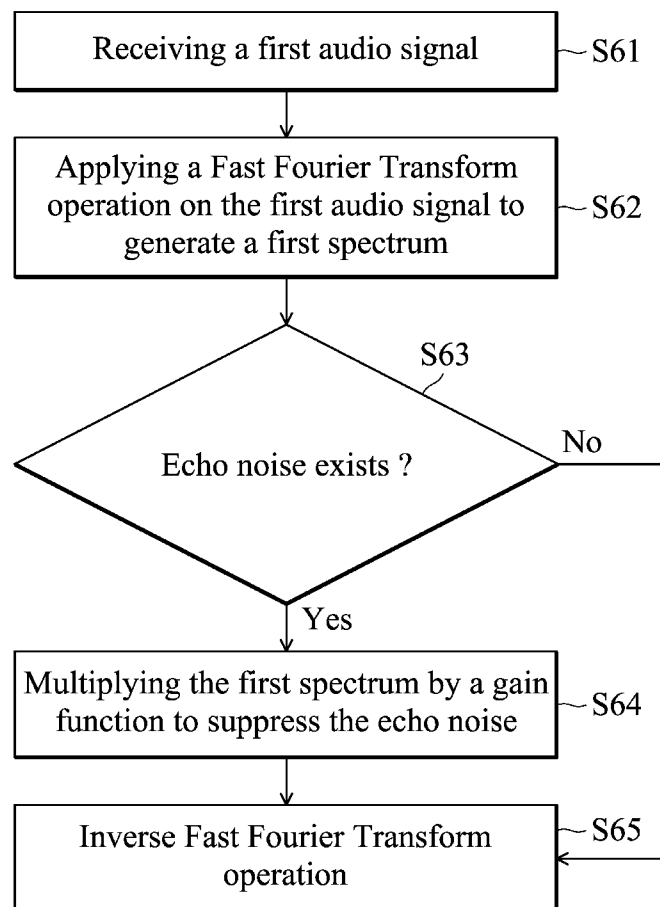 Receiving a first audio signal
S61
Applying a Fast Fourier Transform
operation on the first audio signal to
generate a first spectrum
S62
S63
Echo noise exists ?
No
Yes
Multiplying the first spectrum by a gain
function to suppress the echo noise
S64
Inverse Fast Fourier Transform
operation
S65